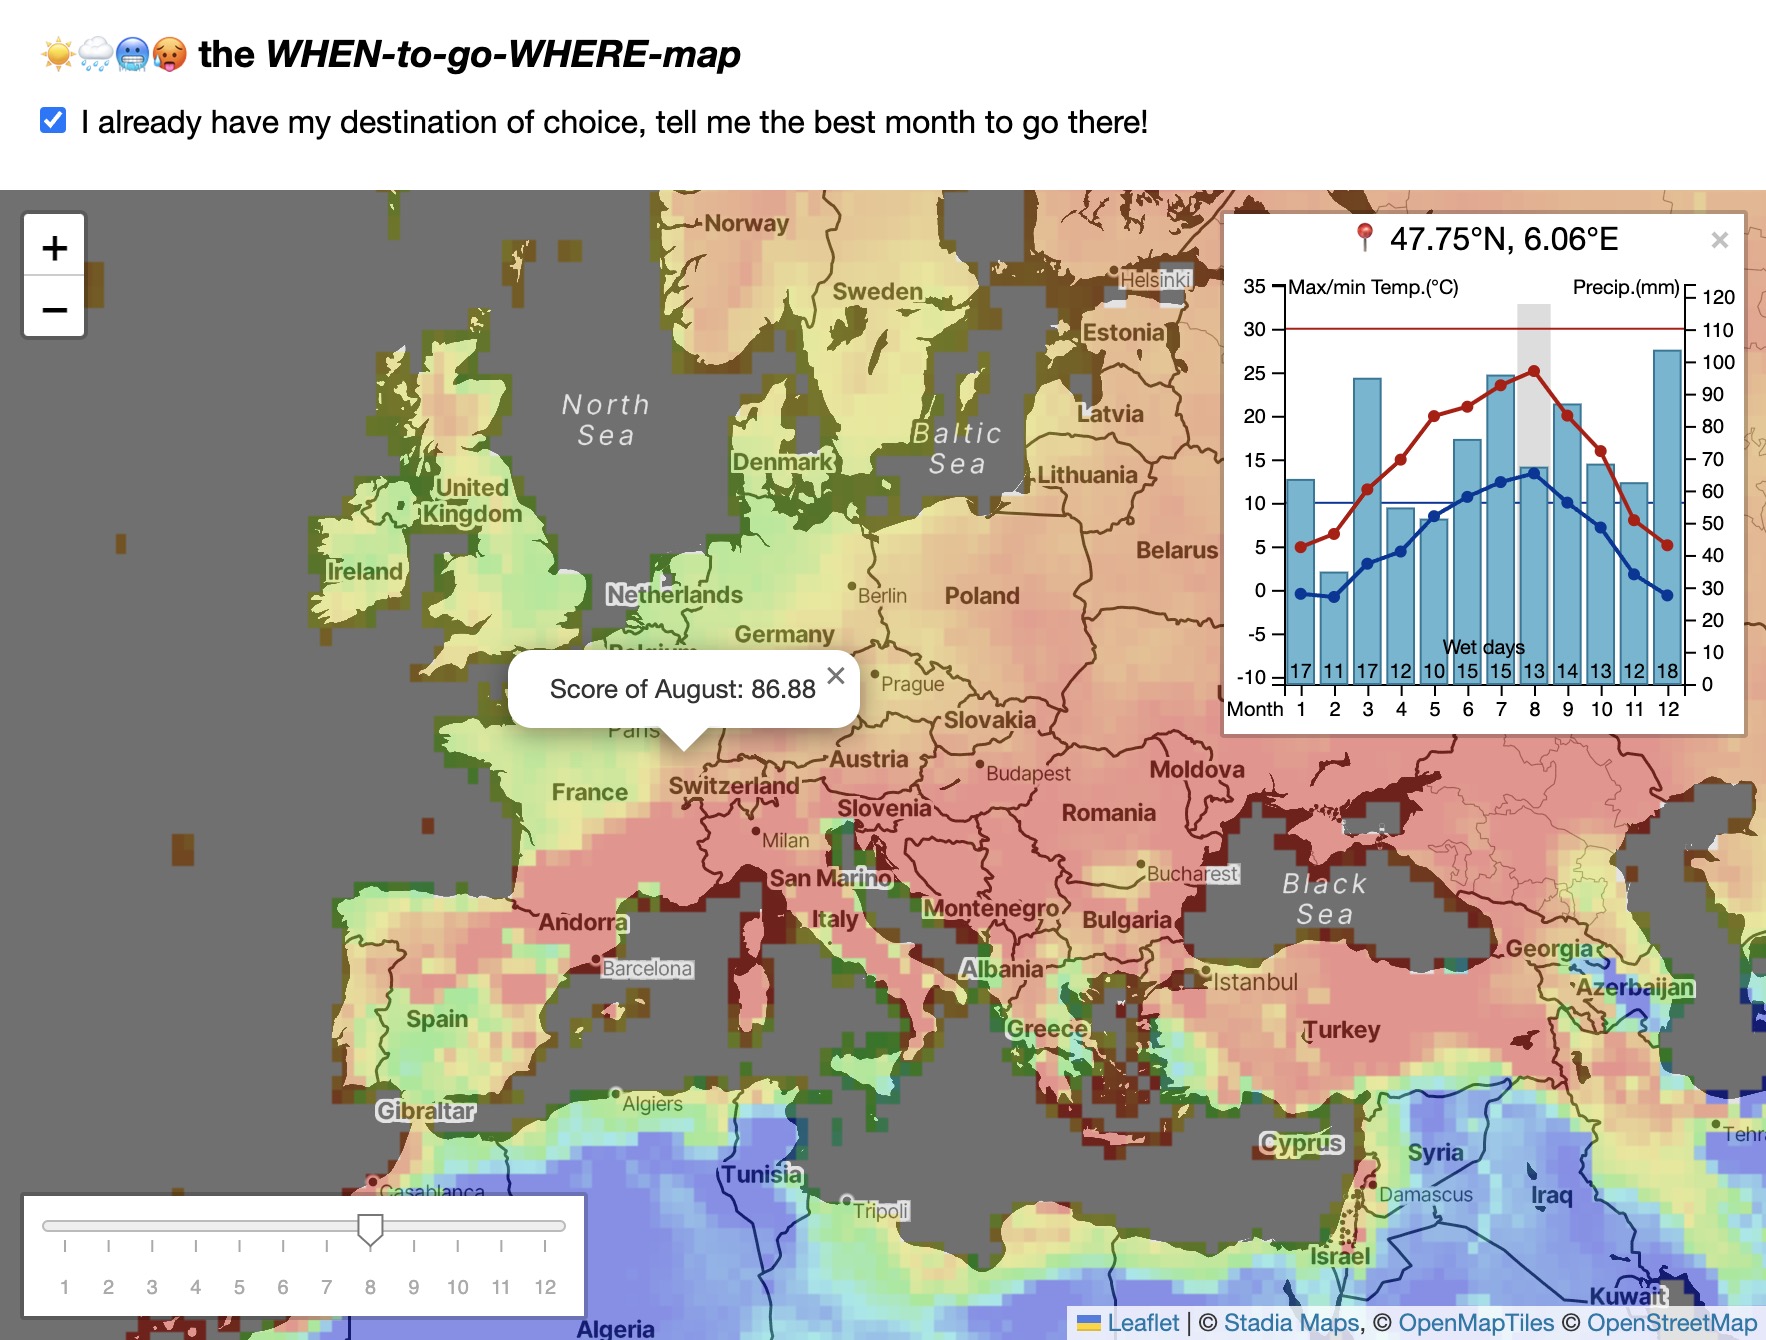 ☀️🌧️🥶🥵 the WHEN-to-go-WHERE-map
I already have my destination of choice, tell me the best month to go there!
+
−
Norway
Sweden
Helsinki
Estonia
North
Sea
Baltic
Sea
Latvia
Denmark
Lithuania
United
Kingdom
Ireland
Belarus
Netherlands
Berlin
Poland
Germany
Belgium
Score of August: 86.88
×
Prague
Paris
Slovakia
Austria
Budapest
Moldova
France
Switzerland
Slovenia
Romania
Milan
San Marino
Bucharest
Black
Sea
Andorra
Italy
Montenegro
Bulgaria
Georgia
Barcelona
Albania
Istanbul
Azerbaijan
Spain
Greece
Turkey
Gibraltar
Algiers
Cyprus
Syria
Tehr
Tunisia
Casablanca
Damascus
Iraq
Tripoli
Israel
Kuwait
Algeria
📍 47.75°N, 6.06°E
×
Max/min Temp.(°C)
Precip.(mm)
35
30
25
20
15
10
5
0
-5
-10
120
110
100
90
80
70
60
50
40
30
20
10
0
Wet days
17 11 17 12 10 15 15 13 14 13 12 18
Month 1 2 3 4 5 6 7 8 9 10 11 12
1 2 3 4 5 6 7 8 9 10 11 12
Leaflet | © Stadia Maps, © OpenMapTiles © OpenStreetMap